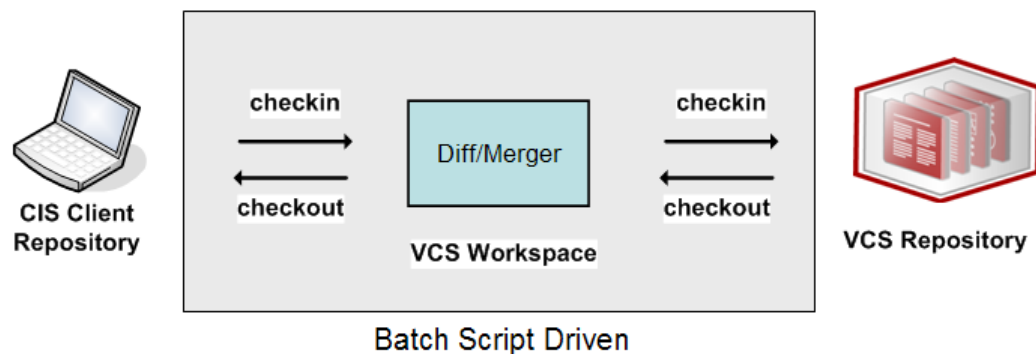 checkin
checkin
Diff/Merger
checkout
checkout
CIS Client
Repository
VCS Workspace
VCS Repository
Batch Script Driven